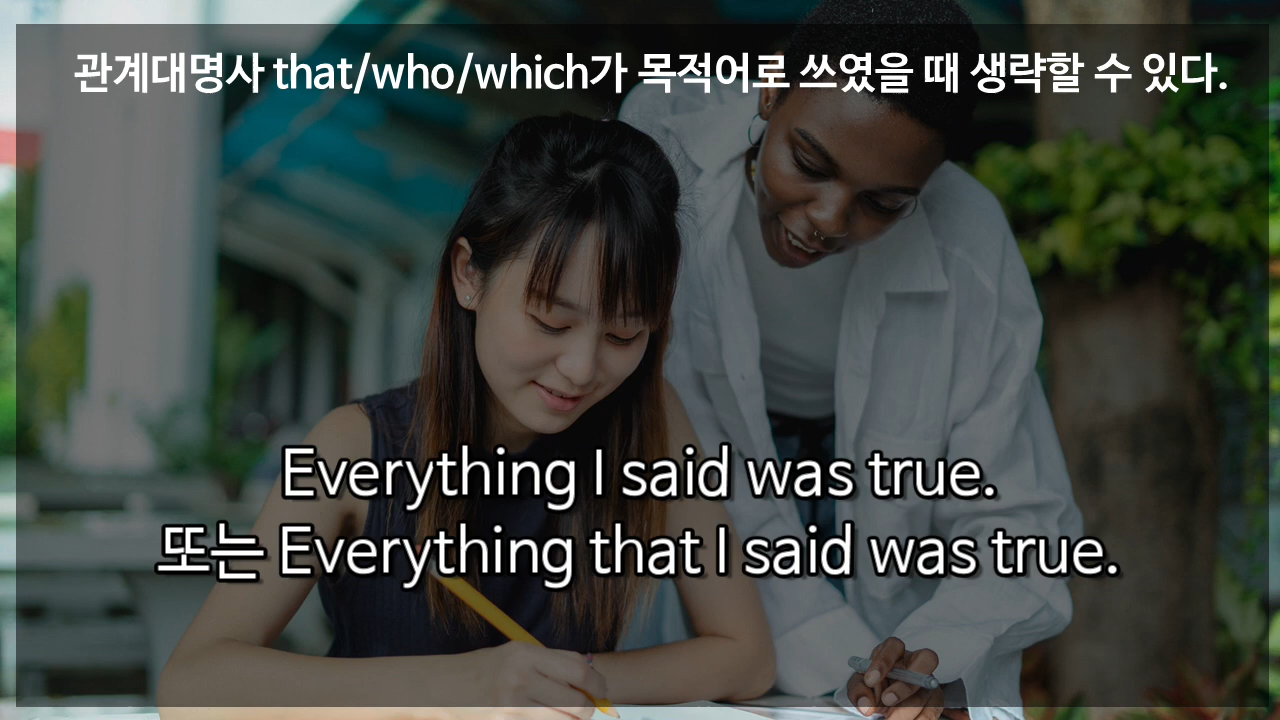 관계대명사 that/who/which가 목적어로 쓰였을 때 생략할 수 있다.
Everything I said was true.
또는 Everything that I said was true.